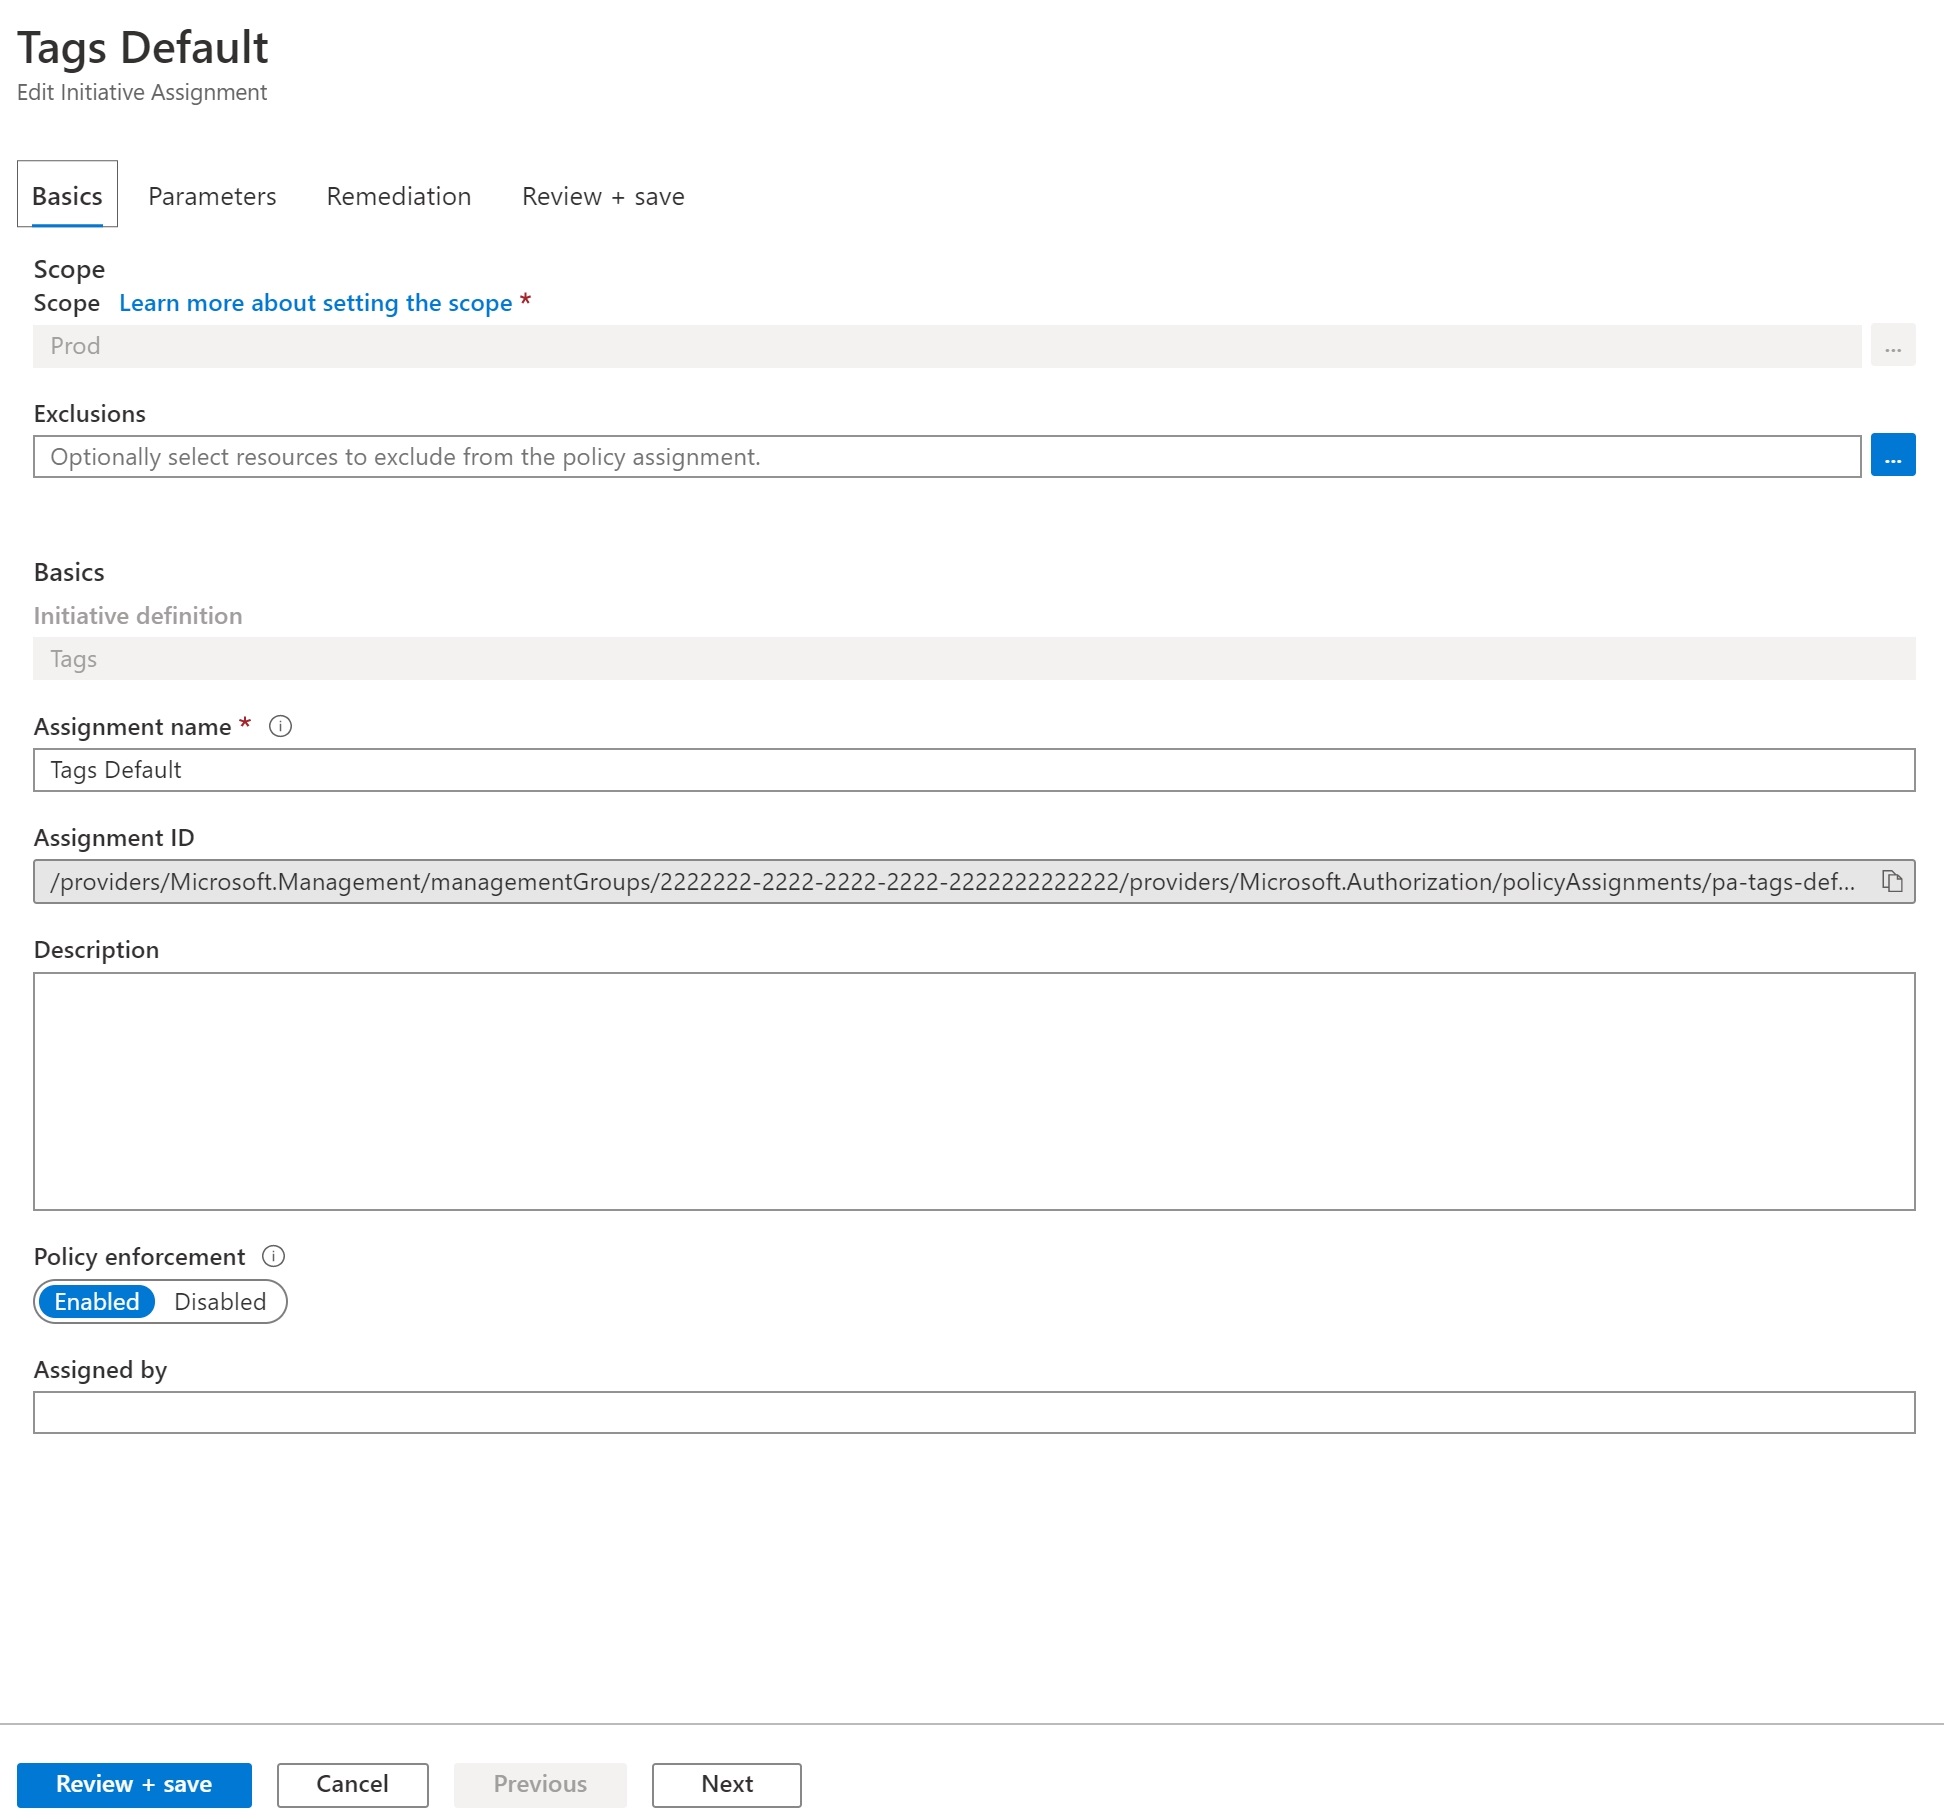 Tags Default
Edit Initiative Assignment
Basics Parameters Remediation Review + save
Scope
Scope Learn more about setting the scope *
Prod ...
Exclusions
Optionally select resources to exclude from the policy assignment. ...
Basics
Initiative definition
Tags
Assignment name *
Tags Default
Assignment ID
/providers/Microsoft.Management/managementGroups/2222222-2222-2222-2222-2222222222222/providers/Microsoft.Authorization/policyAssignments/pa-tags-def...
Description
Policy enforcement
Enabled Disabled
Assigned by
Review + save Cancel Previous Next